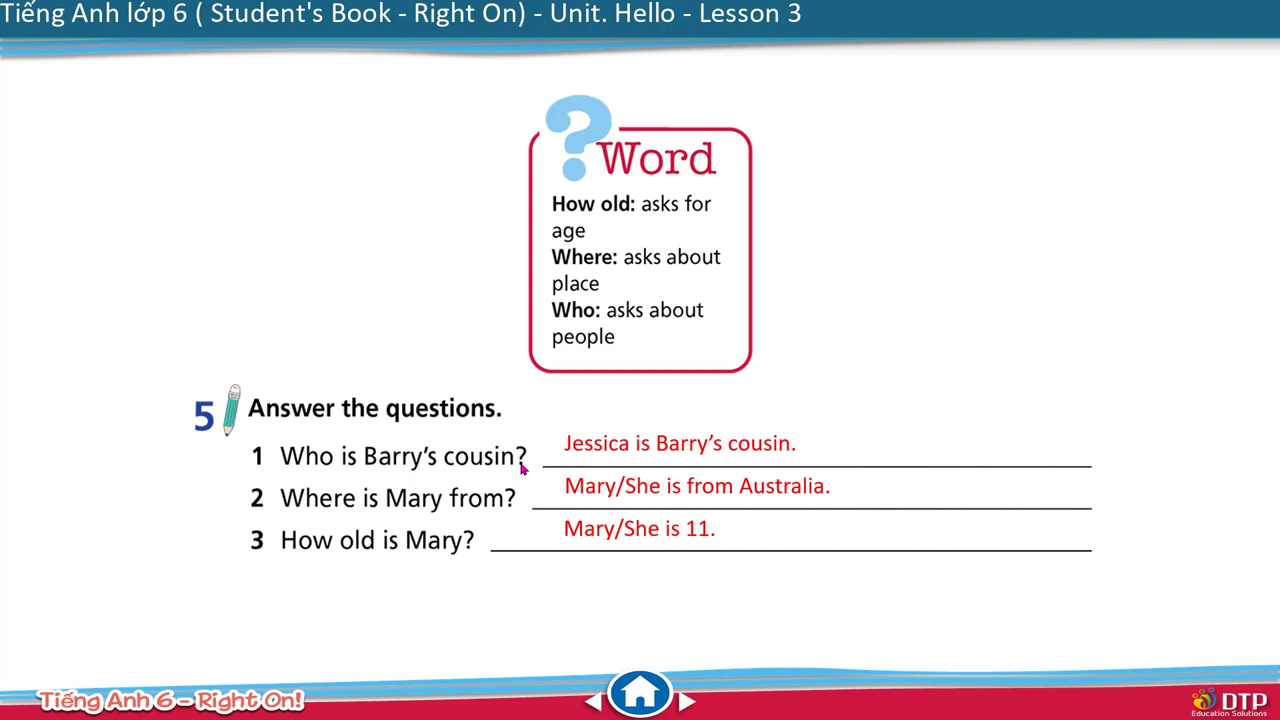 Tiếng Anh lớp 6 ( Student's Book - Right On) - Unit. Hello - Lesson 3
? Word
How old: asks for
age
Where: asks about
place
Who: asks about
people
5 Answer the questions.
1 Who is Barry's cousin? Jessica is Barry's cousin.
2 Where is Mary from? Mary/She is from Australia.
3 How old is Mary? Mary/She is 11.
Tiếng Anh 6 - Right On!
DTP
Education Solutions